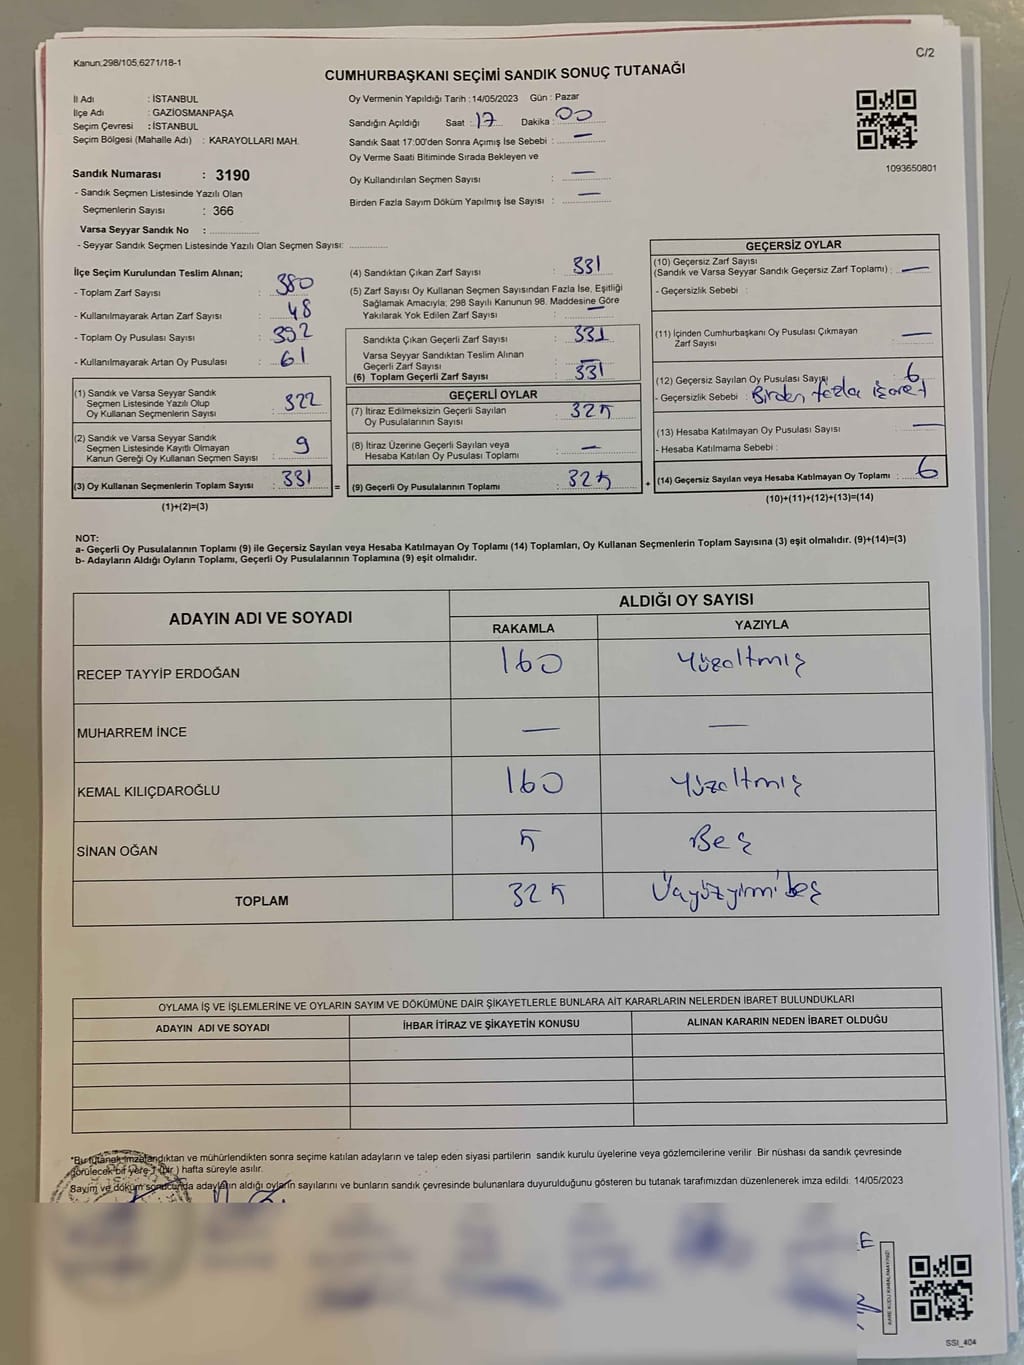 Kanun;298/105,6271/18-1
C/2
CUMHURBAŞKANI SEÇİMİ SANDIK SONUÇ TUTANAĞI
İl Adı : İSTANBUL
İlçe Adı : GAZİOSMANPAŞA
Seçim Çevresi : İSTANBUL
Seçim Bölgesi (Mahalle Adı) : KARAYOLLARI MAH.
Sandık Numarası : 3190
- Sandık Seçmen Listesinde Yazılı Olan
Seçmenlerin Sayısı : 366
Varsa Seyyar Sandık No :
- Seyyar Sandık Seçmen Listesinde Yazılı Olan Seçmen Sayısı:
Oy Vermenin Yapıldığı Tarih : 14/05/2023 Gün : Pazar
Sandığın Açıldığı Saat : 17 Dakika : 00
Sandık Saat 17:00'den Sonra Açımış İse Sebebi : —
Oy Verme Saati Bitiminde Sırada Bekleyen ve
Oy Kullandırılan Seçmen Sayısı : —
Birden Fazla Sayım Döküm Yapılmış İse Sayısı : —
1093650801
İlçe Seçim Kurulundan Teslim Alınan;
- Toplam Zarf Sayısı : 380
- Kullanılmayarak Artan Zarf Sayısı : 48
- Toplam Oy Pusulası Sayısı : 392
- Kullanılmayarak Artan Oy Pusulası : 61
(1) Sandık ve Varsa Seyyar Sandık
Seçmen Listesinde Yazılı Olup
Oy Kullanan Seçmenlerin Sayısı : 322
(2) Sandık ve Varsa Seyyar Sandık
Seçmen Listesinde Kayıtlı Olmayan
Kanun Gereği Oy Kullanan Seçmen Sayısı : 9
(3) Oy Kullanan Seçmenlerin Toplam Sayısı : 331 =
(1)+(2)=(3)
(4) Sandıktan Çıkan Zarf Sayısı : 331
(5) Zarf Sayısı Oy Kullanan Seçmen Sayısından Fazla İse, Eşitliği
Sağlamak Amacıyla; 298 Sayılı Kanunun 98. Maddesine Göre
Yakılarak Yok Edilen Zarf Sayısı : —
Sandıkta Çıkan Geçerli Zarf Sayısı : 331
Varsa Seyyar Sandıktan Teslim Alınan
Geçerli Zarf Sayısı : —
(6) Toplam Geçerli Zarf Sayısı : 331
GEÇERLİ OYLAR
(7) İtiraz Edilmeksizin Geçerli Sayılan
Oy Pusulalarının Sayısı : 325
(8) İtiraz Üzerine Geçerli Sayılan veya
Hesaba Katılan Oy Pusulası Toplamı : —
(9) Geçerli Oy Pusulalarının Toplamı : 325 +
GEÇERSİZ OYLAR
(10) Geçersiz Zarf Sayısı
(Sandık ve Varsa Seyyar Sandık Geçersiz Zarf Toplamı) : —
- Geçersizlik Sebebi :
(11) İçinden Cumhurbaşkanı Oy Pusulası Çıkmayan
Zarf Sayısı : —
(12) Geçersiz Sayılan Oy Pusulası Sayısı : 6
- Geçersizlik Sebebi : Birden fazla işaret
(13) Hesaba Katılmayan Oy Pusulası Sayısı : —
- Hesaba Katılmama Sebebi :
(14) Geçersiz Sayılan veya Hesaba Katılmayan Oy Toplamı : 6
(10)+(11)+(12)+(13)=(14)
NOT:
a- Geçerli Oy Pusulalarının Toplamı (9) ile Geçersiz Sayılan veya Hesaba Katılmayan Oy Toplamı (14) Toplamları, Oy Kullanan Seçmenlerin Toplam Sayısına (3) eşit olmalıdır. (9)+(14)=(3)
b- Adayların Aldığı Oyların Toplamı, Geçerli Oy Pusulalarının Toplamına (9) eşit olmalıdır.
ADAYIN ADI VE SOYADI ALDIĞI OY SAYISI
RAKAMLA YAZIYLA
RECEP TAYYİP ERDOĞAN 160 Yüzaltmış
MUHARREM İNCE — —
KEMAL KILIÇDAROĞLU 160 Yüzaltmış
SİNAN OĞAN 5 Beş
TOPLAM 325 Üçyüzyirmi beş
OYLAMA İŞ VE İŞLEMLERİNE VE OYLARIN SAYIM VE DÖKÜMÜNE DAİR ŞİKAYETLERLE BUNLARA AİT KARARLARIN NELERDEN İBARET BULUNDUKLARI
ADAYIN ADI VE SOYADI İHBAR İTİRAZ VE ŞİKAYETİN KONUSU ALINAN KARARIN NEDEN İBARET OLDUĞU
*Bu tutanak imzalandıktan ve mühürlendikten sonra seçime katılan adayların ve talep eden siyasi partilerin sandık kurulu üyelerine veya gözlemcilerine verilir. Bir nüshası da sandık çevresinde
görülecek bir yere 1 (bir ) hafta süreyle asılır.
Sayım ve döküm sonucunda adayların aldığı oyların sayılarını ve bunların sandık çevresinde bulunanlara duyurulduğunu gösteren bu tutanak tarafımızdan düzenlenerek imza edildi. 14/05/2023
E
SSI_404